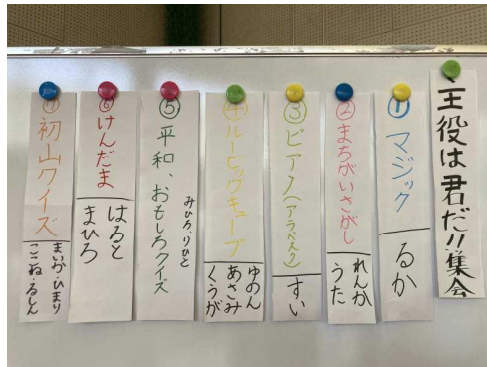 主役は君だ!!集会
① マジック
るか
② まちがいさがし
れんか
うた
③ ピアノ(アラベスク)
すい
④ ルービックキューブ
ゆのん
あさみ
くうが
⑤ 平和、おもしろクイズ
みひろ・りひと
⑥ けんだま
はると
まひろ
⑦ 初山クイズ
まいか・ひまり
ここね・るしん